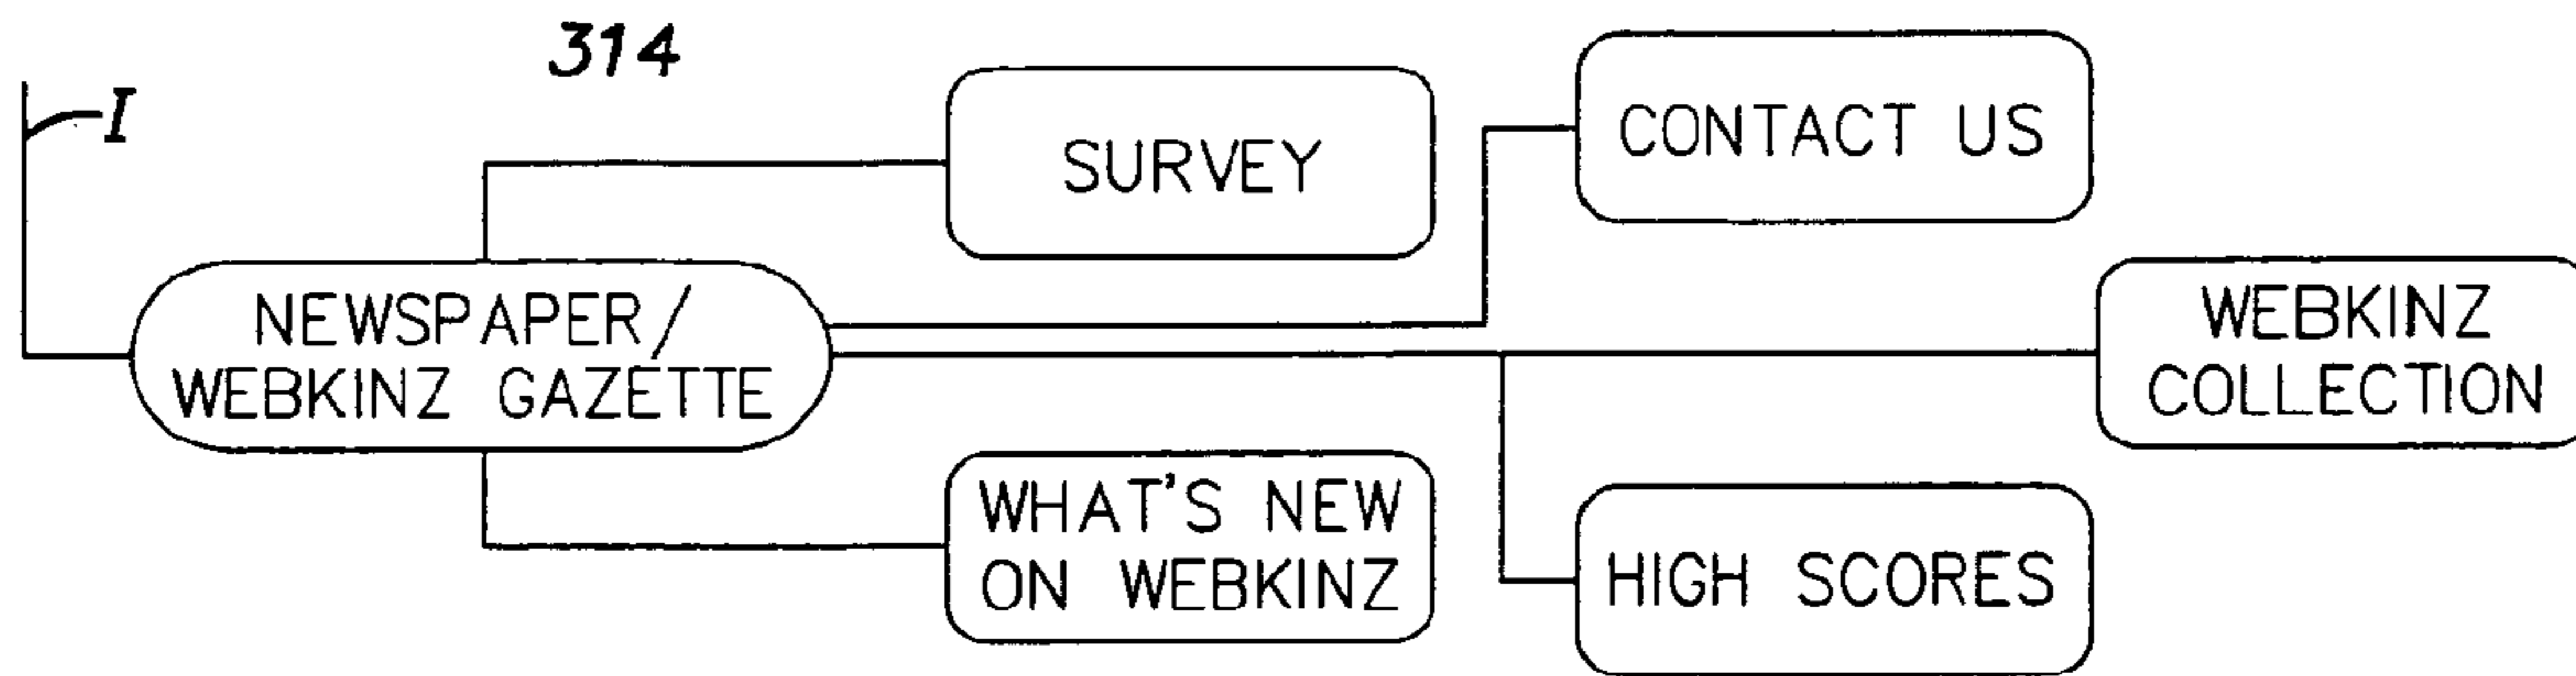 314
I
SURVEY
CONTACT US
NEWSPAPER/
WEBKINZ GAZETTE
WEBKINZ
COLLECTION
WHAT'S NEW
ON WEBKINZ
HIGH SCORES